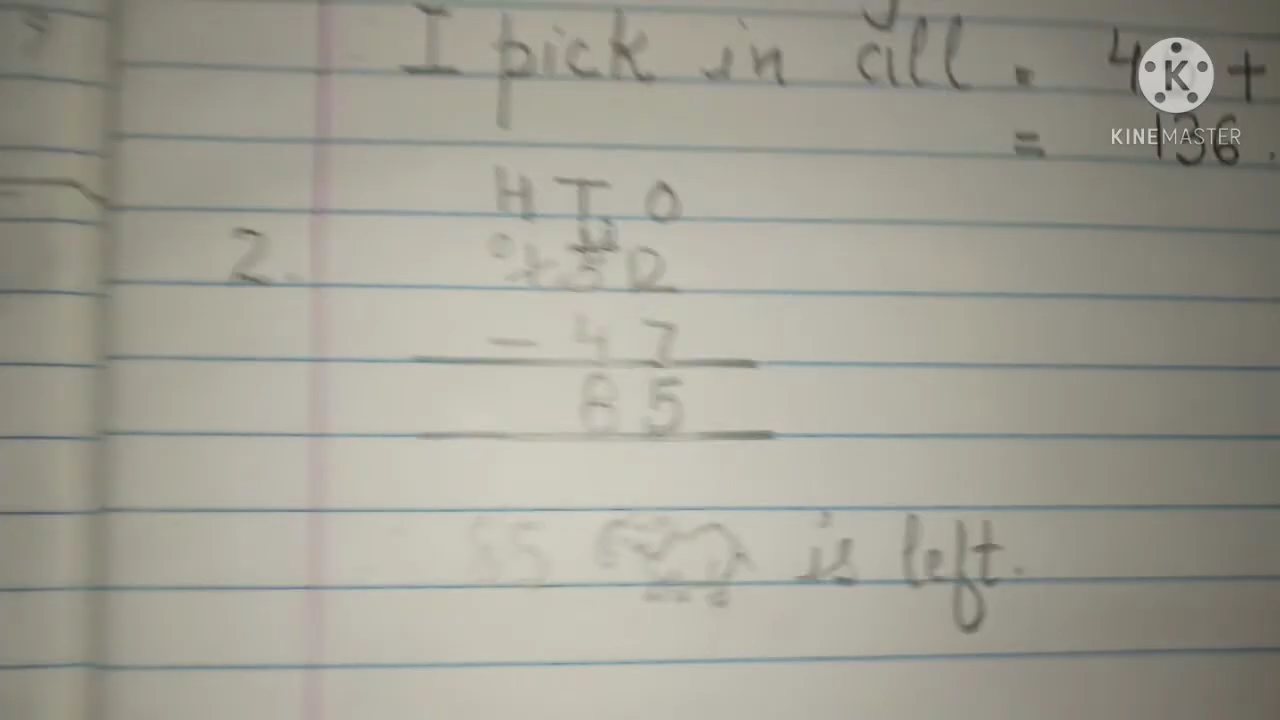 I pick in all = 4 +
= 136.
KINEMASTER
H T O
2.
- 4 7
8 5
85 is left.